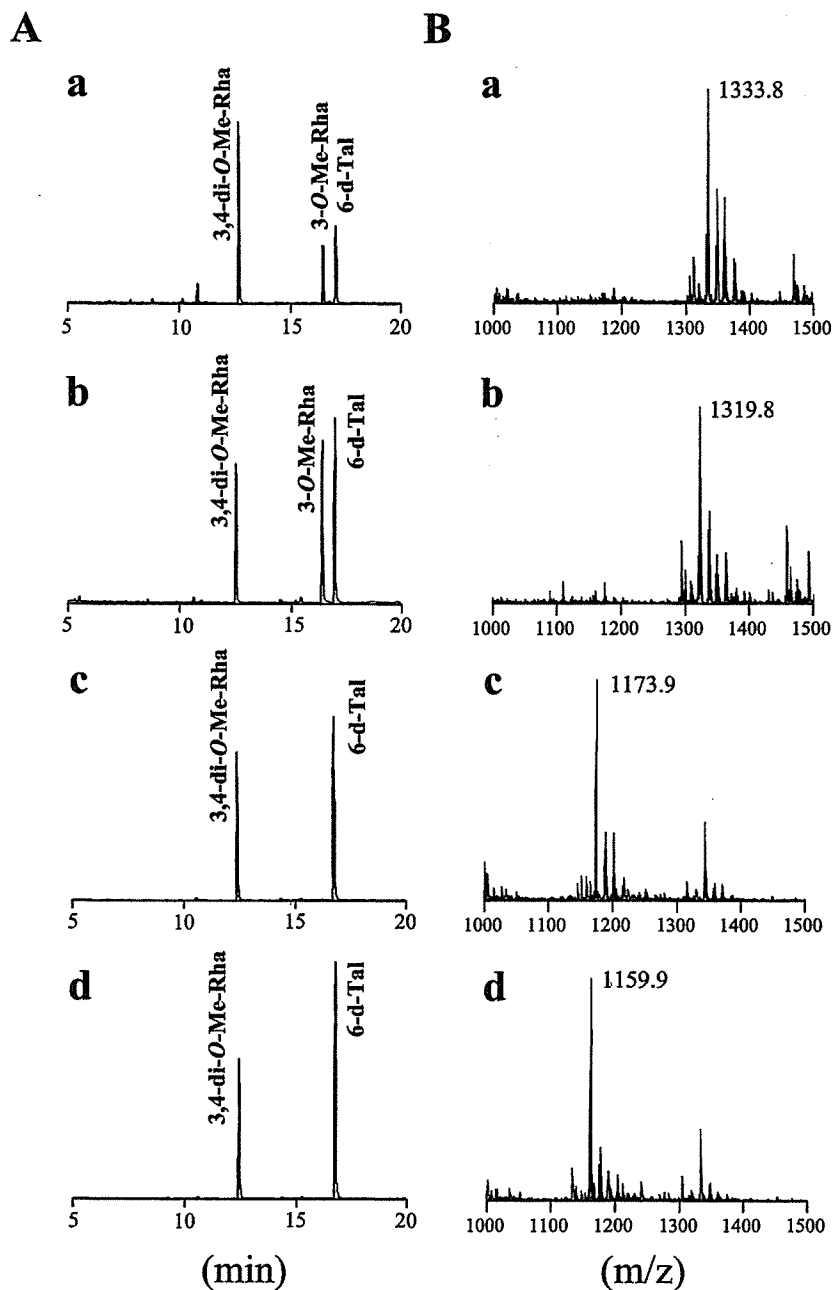 A
B
a
3,4-di-O-Me-Rha
3-O-Me-Rha
6-d-Tal
5 10 15 20
a
1333.8
1000 1100 1200 1300 1400 1500
b
3,4-di-O-Me-Rha
3-O-Me-Rha
6-d-Tal
5 10 15 20
b
1319.8
1000 1100 1200 1300 1400 1500
c
3,4-di-O-Me-Rha
6-d-Tal
5 10 15 20
c
1173.9
1000 1100 1200 1300 1400 1500
d
3,4-di-O-Me-Rha
6-d-Tal
5 10 15 20
d
1159.9
1000 1100 1200 1300 1400 1500
(min)
(m/z)